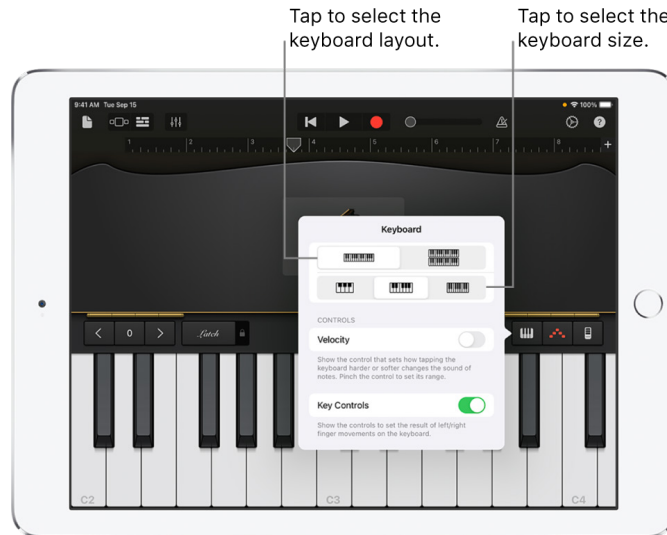 Tap to select the
keyboard layout.
Tap to select the
keyboard size.
9:41 AM Tue Sep 15
100%
1 2 3 4 5 6 7 8
?
Keyboard
CONTROLS
Velocity
Show the control that sets how tapping the
keyboard harder or softer changes the sound of
notes. Pinch the control to set its range.
Key Controls
Show the controls to set the result of left/right
finger movements on the keyboard.
0
Latch
C2 C3 C4